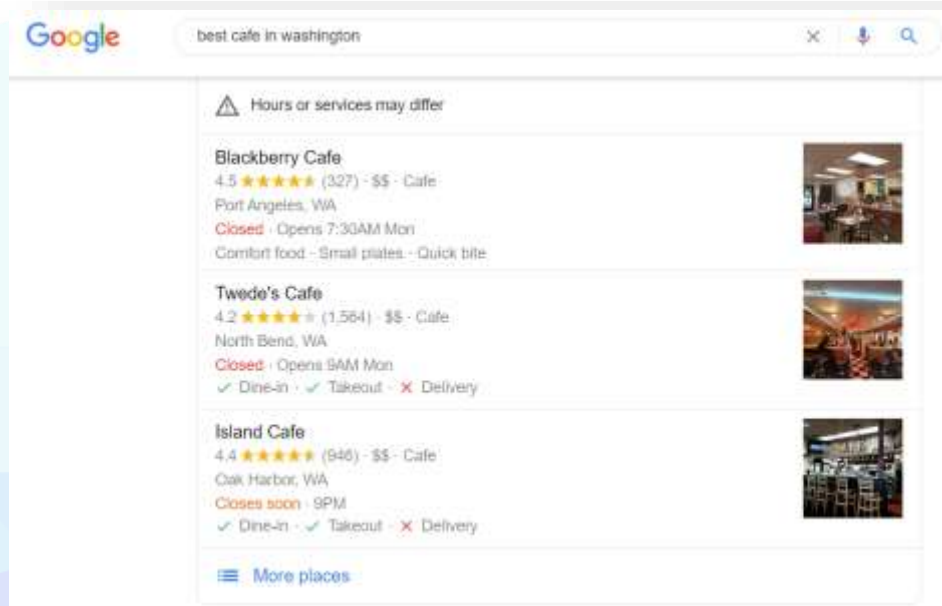 Google
best cafe in washington
Hours or services may differ
Blackberry Cafe
4.5 ★★★★★ (327) · $$ · Cafe
Port Angeles, WA
Closed · Opens 7:30AM Mon
Comfort food · Small plates · Quick bite
Twede's Cafe
4.2 ★★★★★ (1,564) · $$ · Cafe
North Bend, WA
Closed · Opens 9AM Mon
✓ Dine-in · ✓ Takeout · ✕ Delivery
Island Cafe
4.4 ★★★★★ (946) · $$ · Cafe
Oak Harbor, WA
Closes soon · 9PM
✓ Dine-in · ✓ Takeout · ✕ Delivery
More places